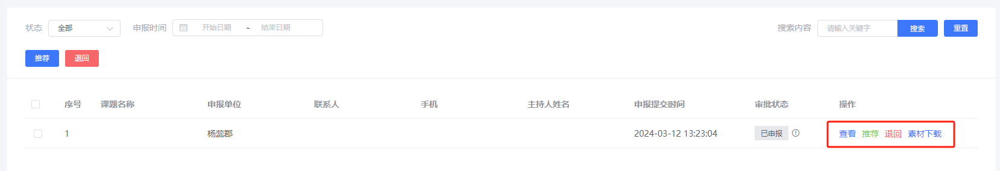 状态 全部 申报时间 开始日期 ~ 结束日期 搜索内容 请输入关键字 搜索 重置
推荐 退回
序号 课题名称 申报单位 联系人 手机 主持人姓名 申报提交时间 审批状态 操作
1 杨蕊郡 2024-03-12 13:23:04 已申报 查看 推荐 退回 素材下载